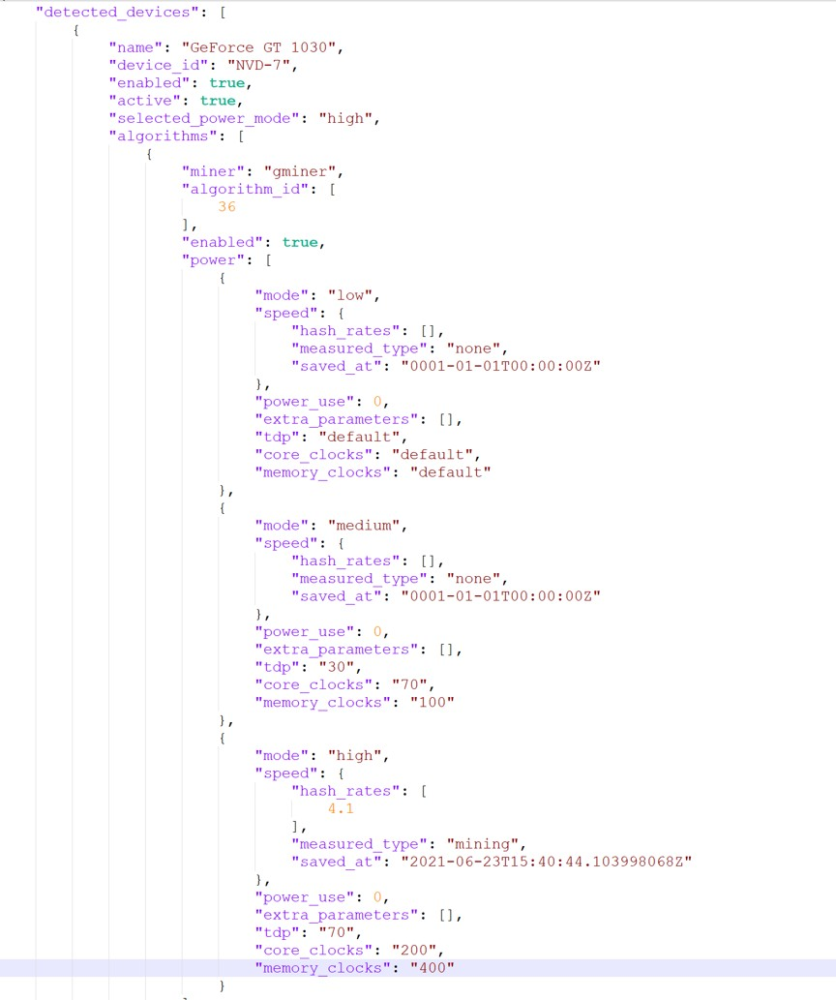 "detected_devices": [
{
"name": "GeForce GT 1030",
"device_id": "NVD-7",
"enabled": true,
"active": true,
"selected_power_mode": "high",
"algorithms": [
{
"miner": "gminer",
"algorithm_id": [
36
],
"enabled": true,
"power": [
{
"mode": "low",
"speed": {
"hash_rates": [],
"measured_type": "none",
"saved_at": "0001-01-01T00:00:00Z"
},
"power_use": 0,
"extra_parameters": [],
"tdp": "default",
"core_clocks": "default",
"memory_clocks": "default"
},
{
"mode": "medium",
"speed": {
"hash_rates": [],
"measured_type": "none",
"saved_at": "0001-01-01T00:00:00Z"
},
"power_use": 0,
"extra_parameters": [],
"tdp": "30",
"core_clocks": "70",
"memory_clocks": "100"
},
{
"mode": "high",
"speed": {
"hash_rates": [
4.1
],
"measured_type": "mining",
"saved_at": "2021-06-23T15:40:44.103998068Z"
},
"power_use": 0,
"extra_parameters": [],
"tdp": "70",
"core_clocks": "200",
"memory_clocks": "400"
}